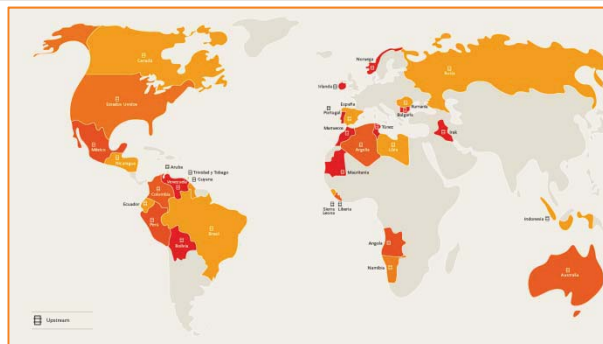 Canadá
Estados Unidos
México
Nicaragua
Aruba
Trinidad y Tobago
Guyana
Venezuela
Colombia
Ecuador
Perú
Brasil
Bolivia
Noruega
Irlanda
Rusia
España
Portugal
Rumania
Bulgaria
Marruecos
Túnez
Irak
Argelia
Libia
Mauritania
Sierra
Leona
Liberia
Angola
Namibia
Indonesia
Australia
Upstream